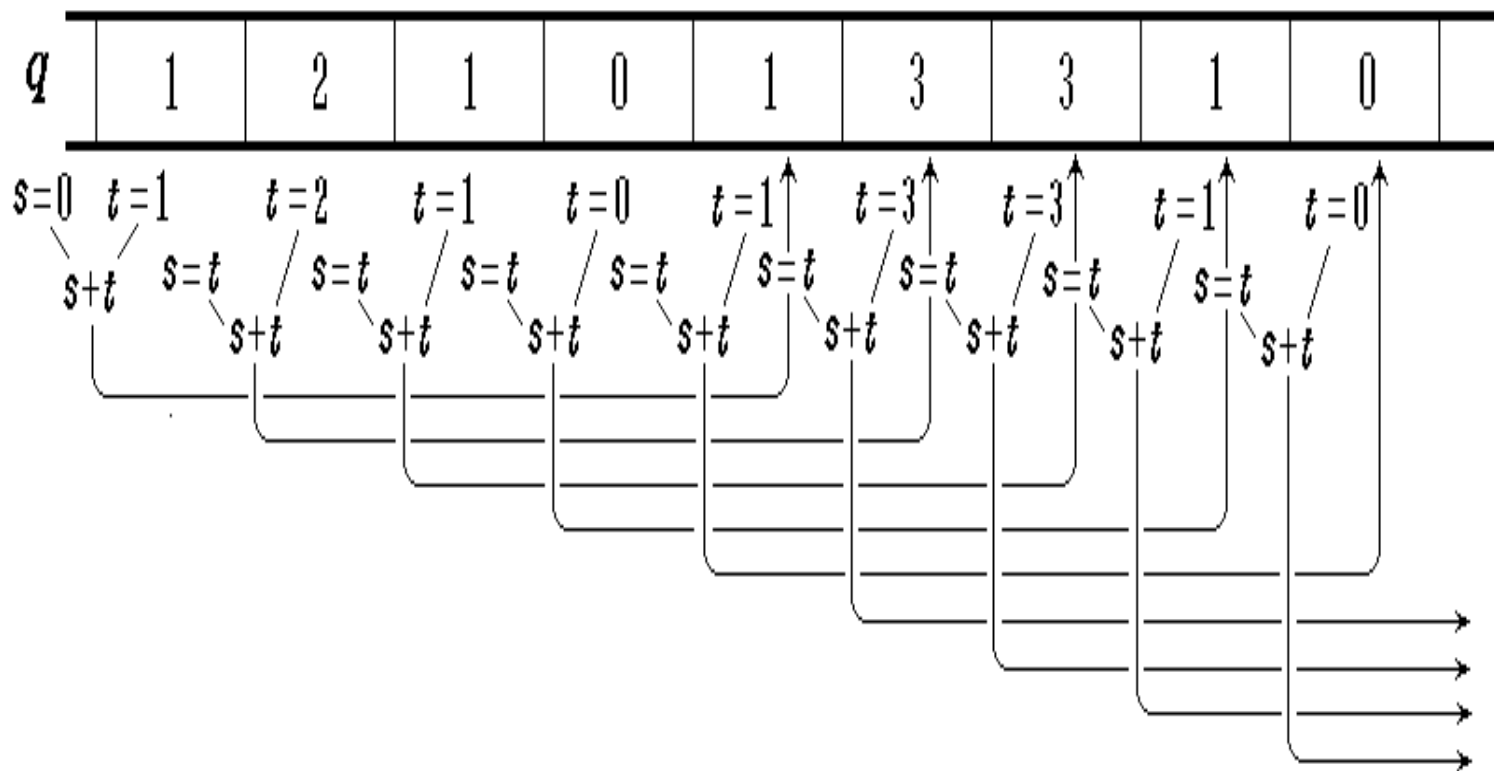 q 1 2 1 0 1 3 3 1 0
s=0 t=1 t=2 t=1 t=0 t=1 t=3 t=3 t=1 t=0
s+t s=t s=t s=t s=t s=t s=t s=t s=t
s+t s+t s+t s+t s+t s+t s+t s+t